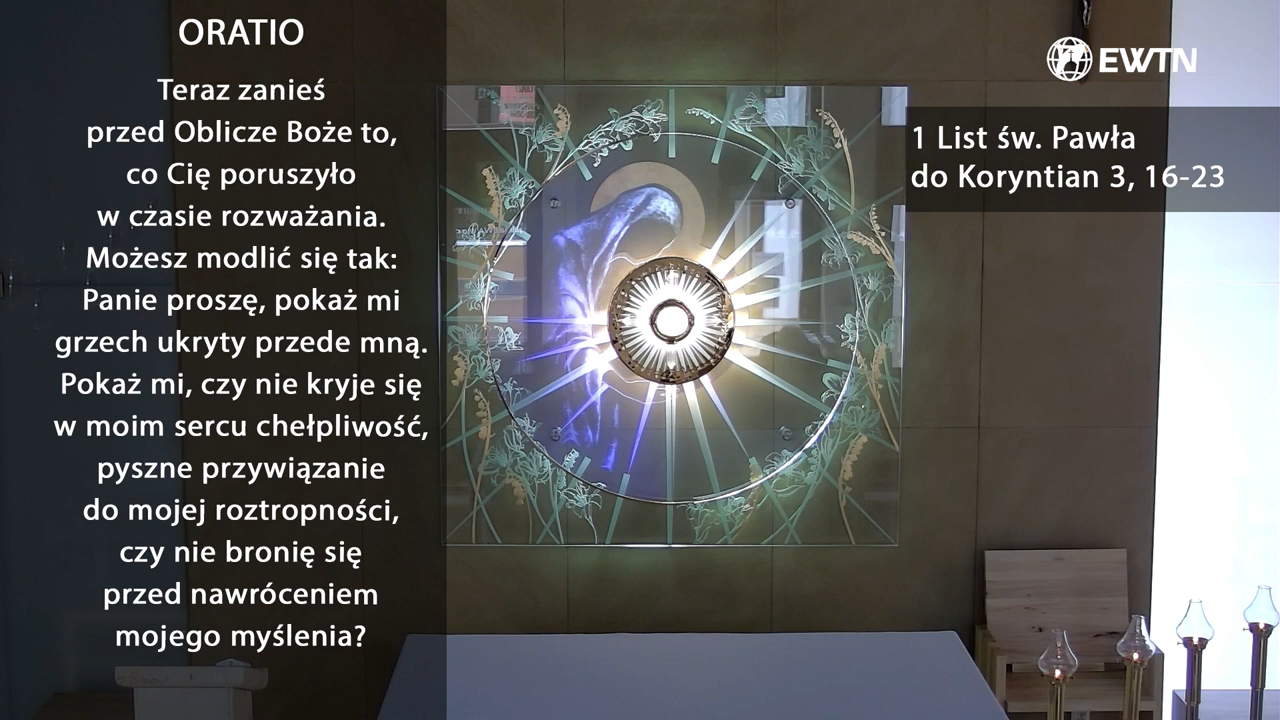 ORATIO
Teraz zanieś
przed Oblicze Boże to,
co Cię poruszyło
w czasie rozważania.
Możesz modlić się tak:
Panie proszę, pokaż mi
grzech ukryty przede mną.
Pokaż mi, czy nie kryje się
w moim sercu chełpliwość,
pyszne przywiązanie
do mojej roztropności,
czy nie bronię się
przed nawróceniem
mojego myślenia?
EWTN
1 List św. Pawła
do Koryntian 3, 16-23